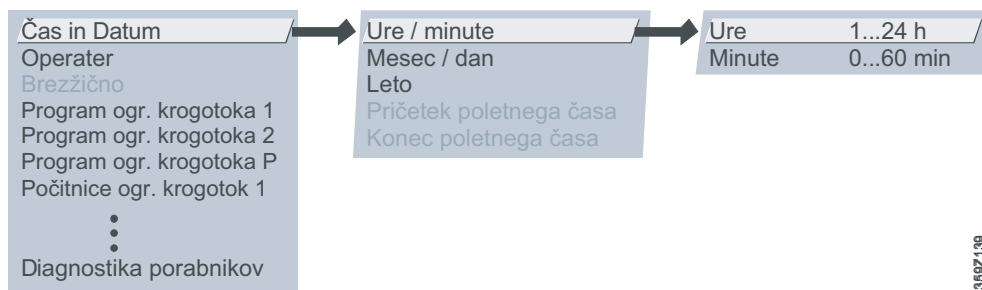 Čas in Datum
Operater
Brezžično
Program ogr. krogotoka 1
Program ogr. krogotoka 2
Program ogr. krogotoka P
Počitnice ogr. krogotok 1
Diagnostika porabnikov
Ure / minute
Mesec / dan
Leto
Pričetek poletnega časa
Konec poletnega časa
Ure 1...24 h
Minute 0...60 min
359Z139